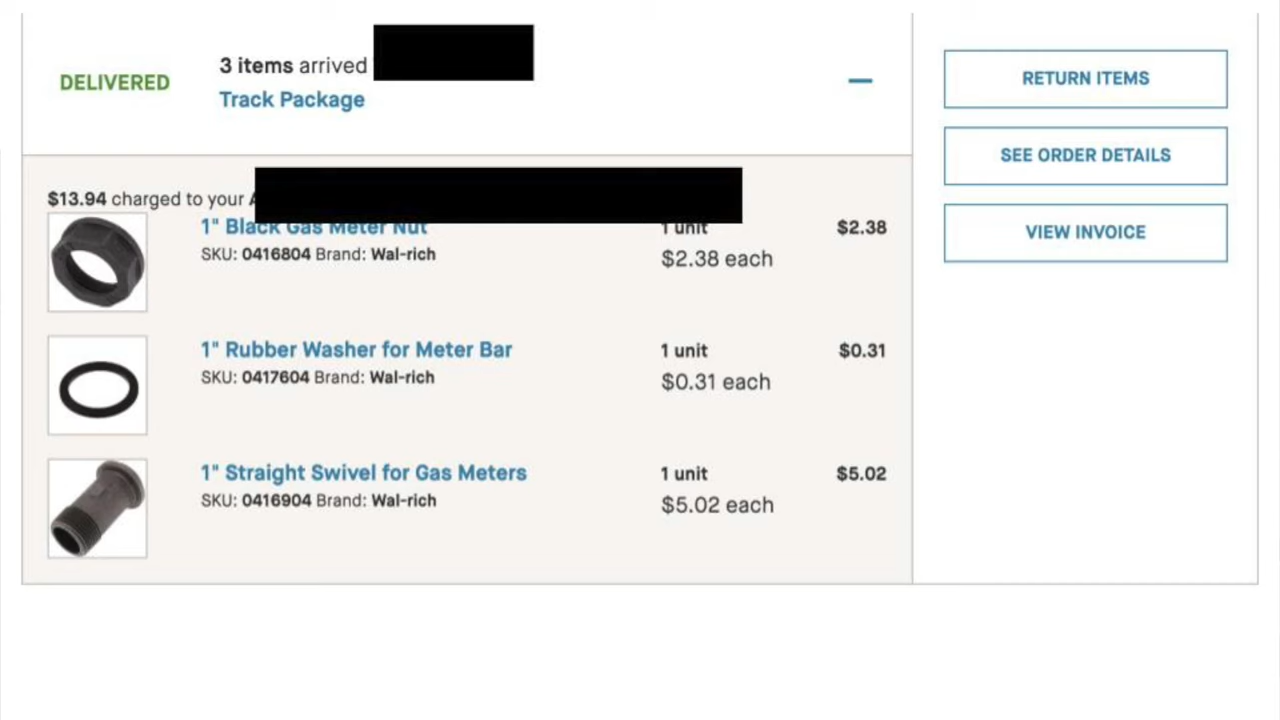 DELIVERED
3 items arrived
Track Package
RETURN ITEMS
SEE ORDER DETAILS
VIEW INVOICE
$13.94 charged to your
1" Black Gas Meter Nut 1 unit $2.38
SKU: 0416804 Brand: Wal-rich $2.38 each
1" Rubber Washer for Meter Bar 1 unit $0.31
SKU: 0417604 Brand: Wal-rich $0.31 each
1" Straight Swivel for Gas Meters 1 unit $5.02
SKU: 0416904 Brand: Wal-rich $5.02 each